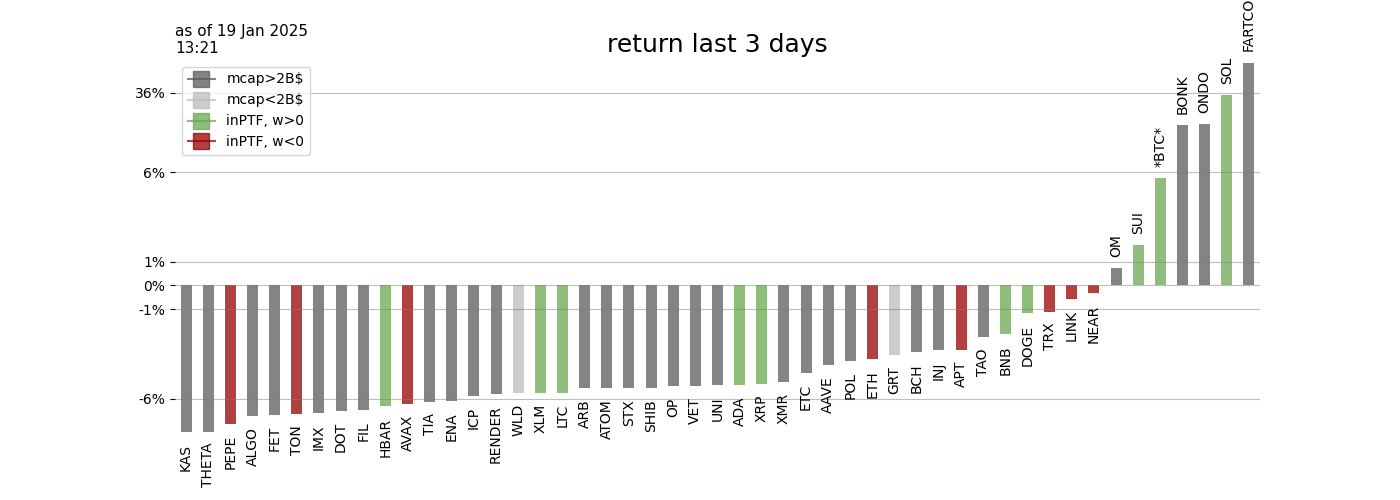 as of 19 Jan 2025
13:21
return last 3 days
mcap>2B$
mcap<2B$
inPTF, w>0
inPTF, w<0
36%
6%
1%
0%
-1%
-6%
KAS
THETA
PEPE
ALGO
FET
TON
IMX
DOT
FIL
HBAR
AVAX
TIA
ENA
ICP
RENDER
WLD
XLM
LTC
ARB
ATOM
STX
SHIB
OP
VET
UNI
ADA
XRP
XMR
ETC
AAVE
POL
ETH
GRT
BCH
INJ
APT
TAO
BNB
DOGE
TRX
LINK
NEAR
OM
SUI
*BTC*
BONK
ONDO
SOL
FARTCO